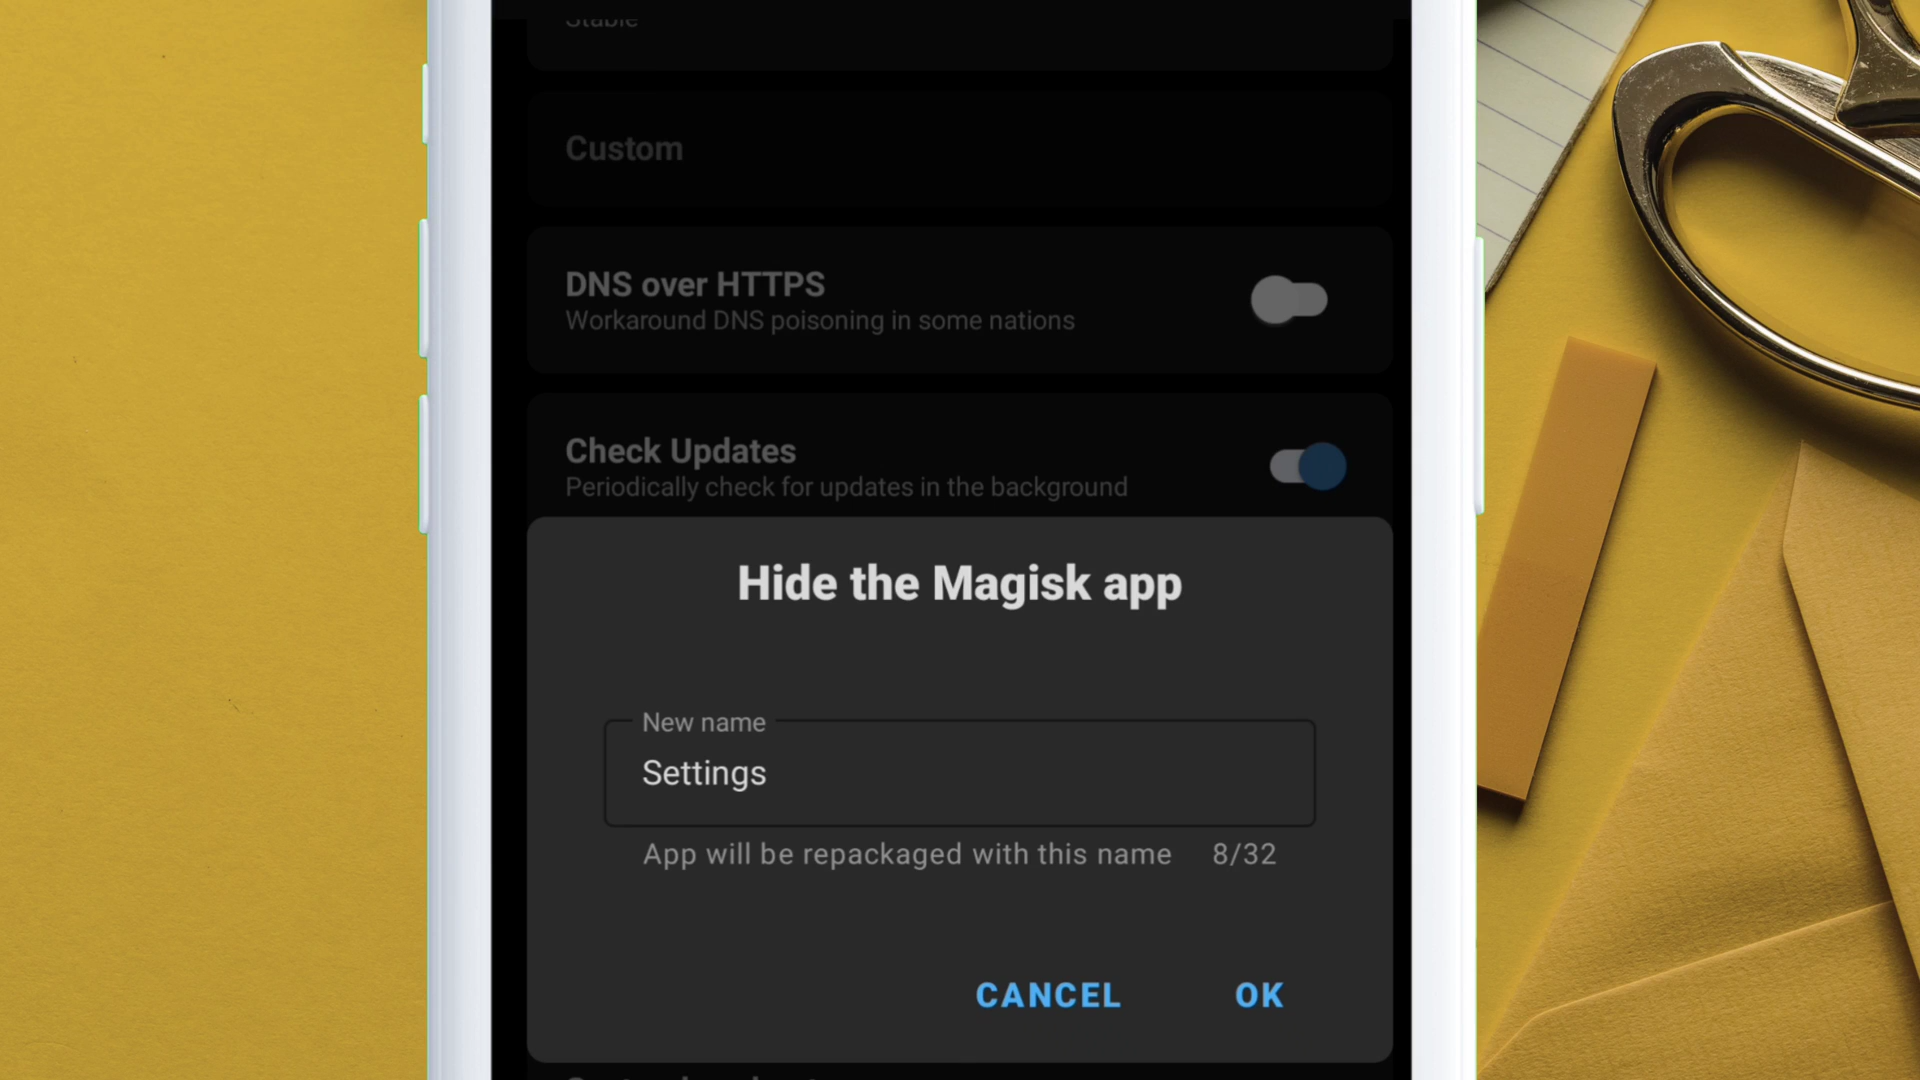 Stable
Custom
DNS over HTTPS
Workaround DNS poisoning in some nations
Check Updates
Periodically check for updates in the background
Hide the Magisk app
New name
Settings
App will be repackaged with this name 8/32
CANCEL OK